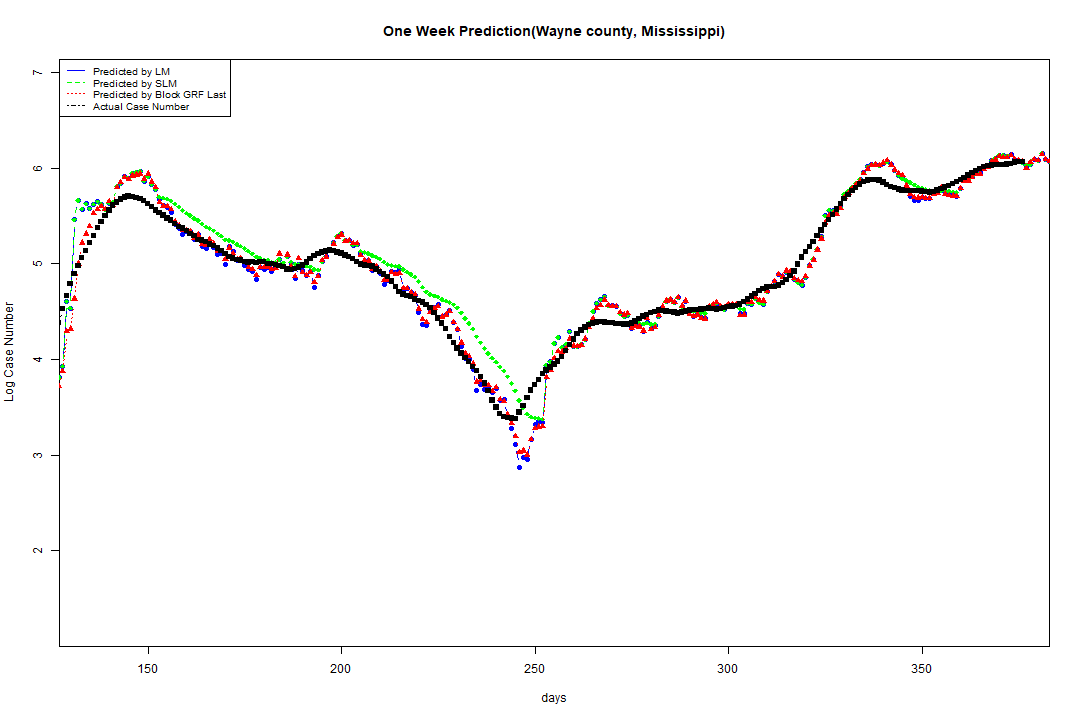 One Week Prediction(Wayne county, Mississippi)
Predicted by LM
Predicted by SLM
Predicted by Block GRF Last
Actual Case Number
7
6
5
4
3
2
Log Case Number
150 200 250 300 350
days